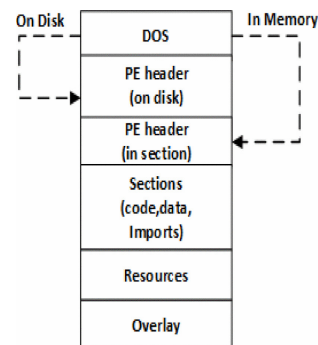 On Disk
In Memory
DOS
PE header
(on disk)
PE header
(in section)
Sections
(code,data,
Imports)
Resources
Overlay